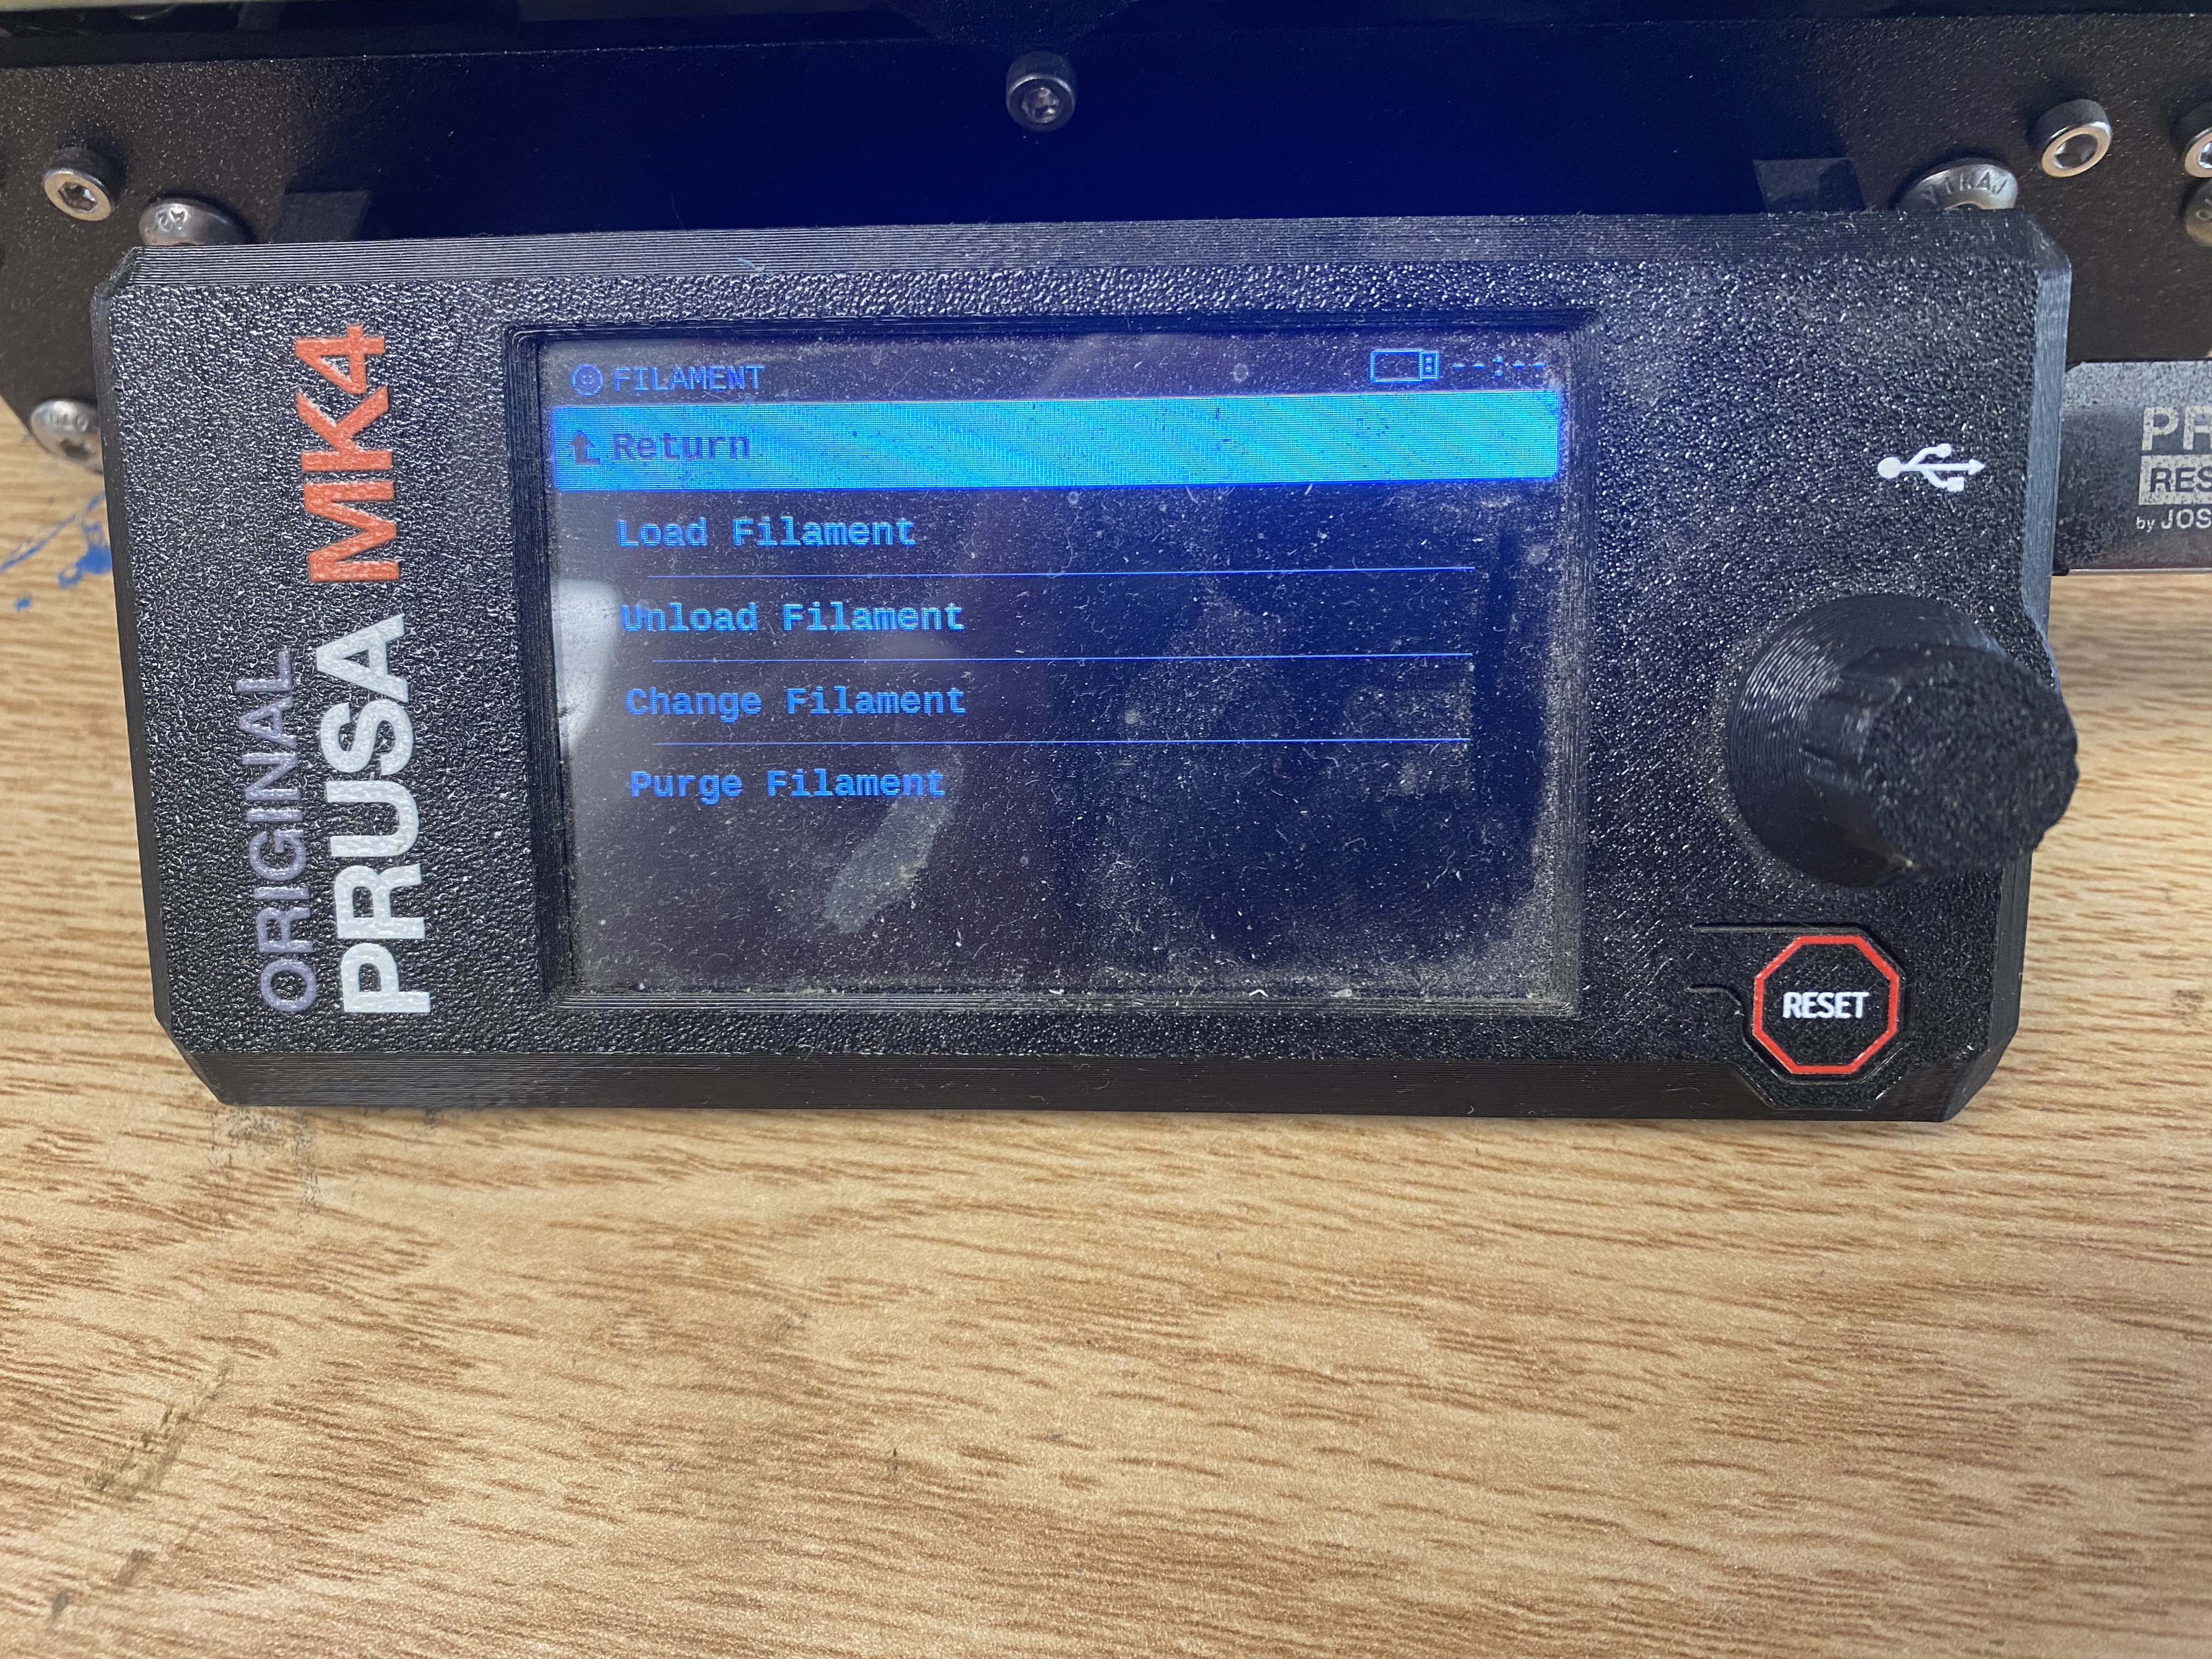 ORIGINAL
PRUSA MK4
FILAMENT
--:--
Return
Load Filament
Unload Filament
Change Filament
Purge Filament
RESET